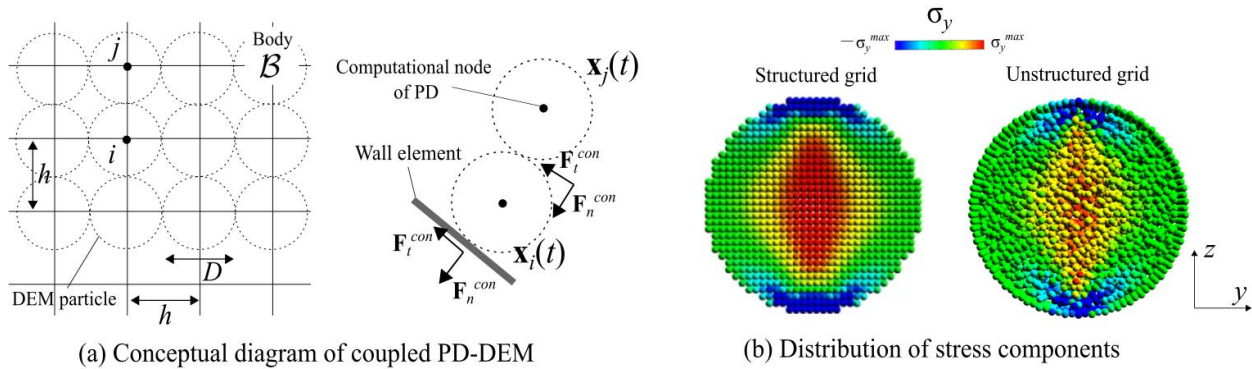 Body
𝓑
j
i
h
DEM particle
h
D
Computational node
of PD
Wall element
x_j(t)
F_t^con
F_n^con
F_t^con
F_n^con
x_i(t)
(a) Conceptual diagram of coupled PD-DEM
σ_y
−σ_y^max
σ_y^max
Structured grid
Unstructured grid
z
y
(b) Distribution of stress components